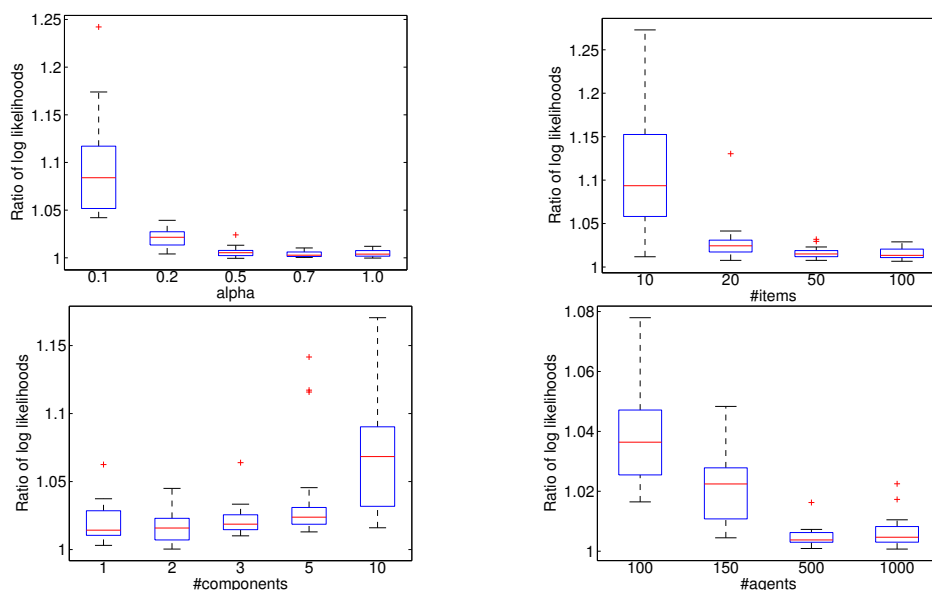 Ratio of log likelihoods
1.25
1.2
1.15
1.1
1.05
1
0.1 0.2 0.5 0.7 1.0
alpha
Ratio of log likelihoods
1.25
1.2
1.15
1.1
1.05
1
10 20 50 100
#items
Ratio of log likelihoods
1.15
1.1
1.05
1
1 2 3 5 10
#components
Ratio of log likelihoods
1.08
1.06
1.04
1.02
1
100 150 500 1000
#agents